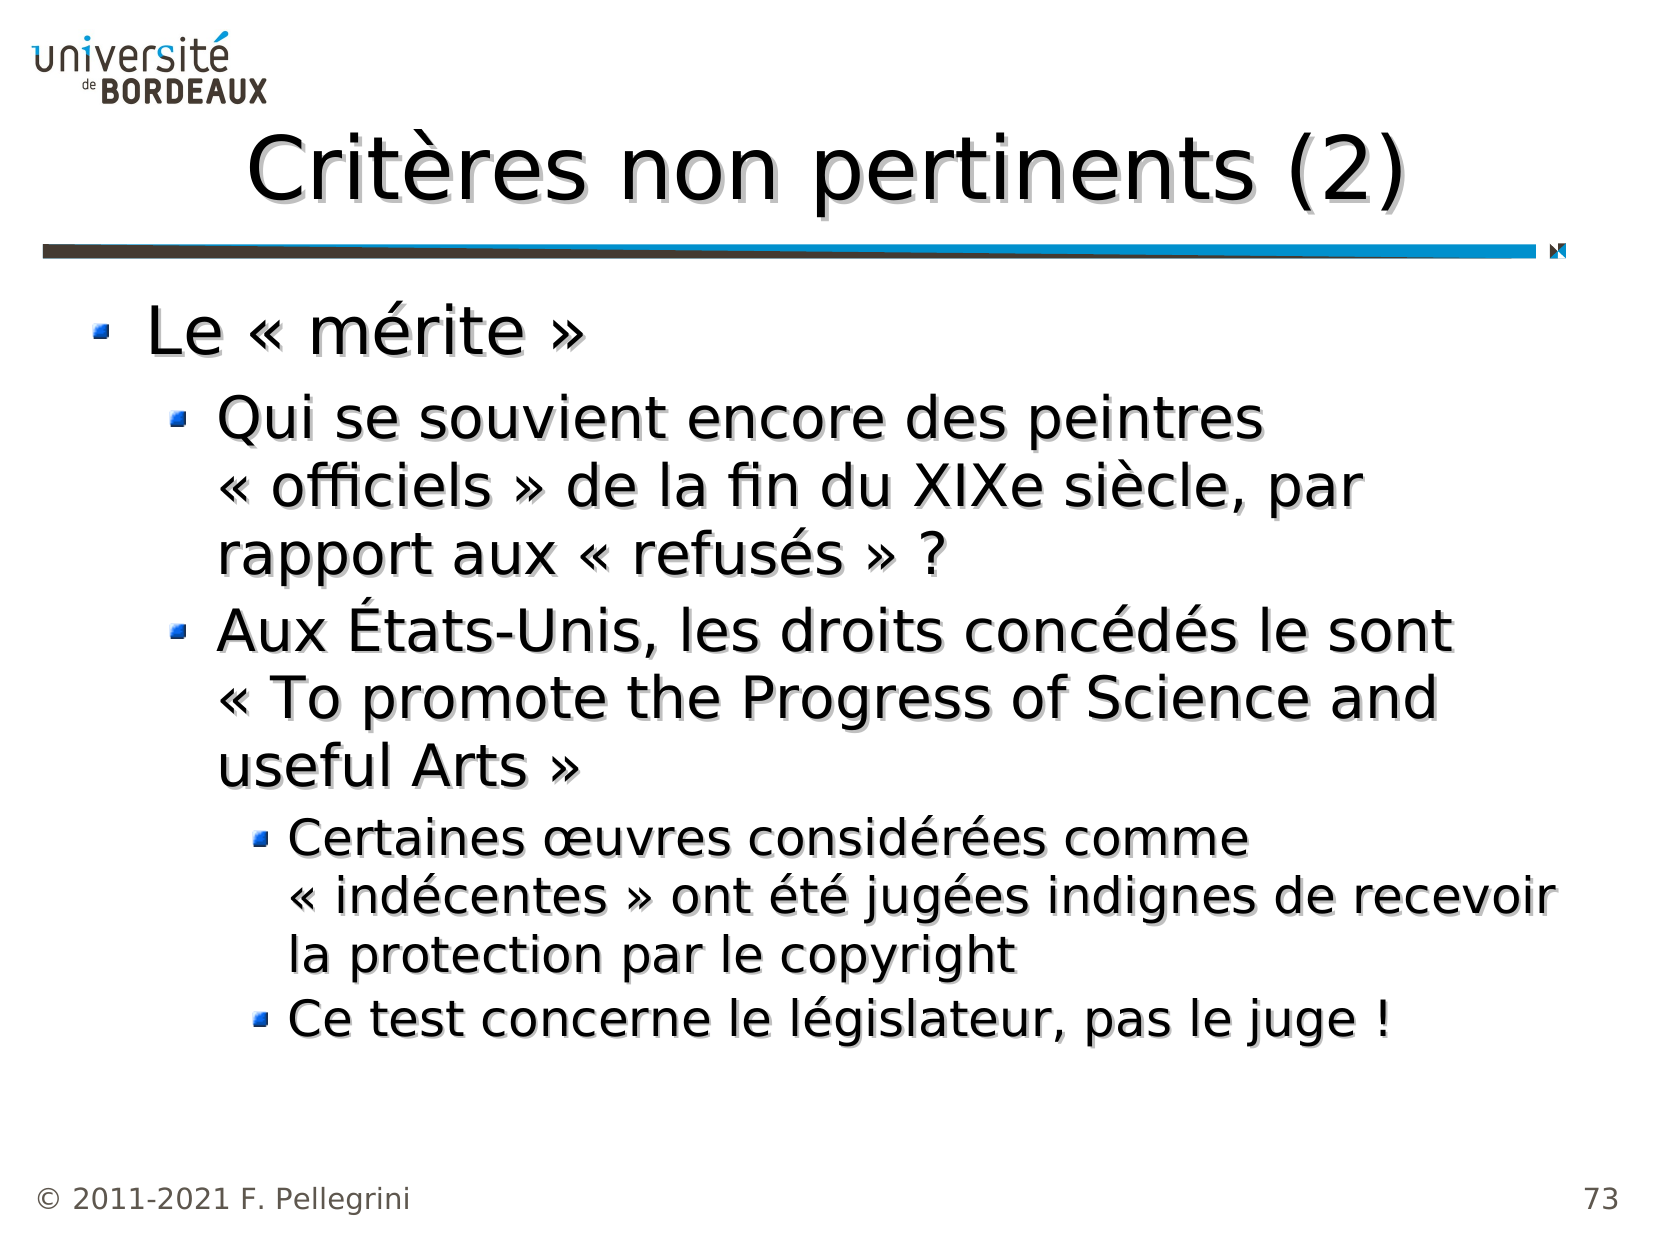 université
de BORDEAUX
Critères non pertinents (2)
Le « mérite »
Qui se souvient encore des peintres
« officiels » de la fin du XIXe siècle, par
rapport aux « refusés » ?
Aux États-Unis, les droits concédés le sont
« To promote the Progress of Science and
useful Arts »
Certaines œuvres considérées comme
« indécentes » ont été jugées indignes de recevoir
la protection par le copyright
Ce test concerne le législateur, pas le juge !
© 2011-2021 F. Pellegrini
73